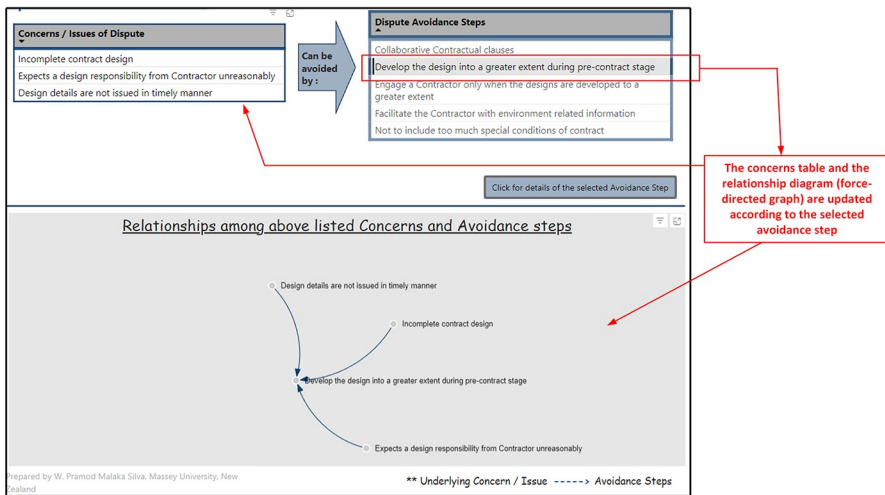 Concerns / Issues of Dispute
Incomplete contract design
Expects a design responsibility from Contractor unreasonably
Design details are not issued in timely manner
Can be
avoided
by :
Dispute Avoidance Steps
Collaborative Contractual clauses
Develop the design into a greater extent during pre-contract stage
Engage a Contractor only when the designs are developed to a
greater extent
Facilitate the Contractor with environment related information
Not to include too much special conditions of contract
Click for details of the selected Avoidance Step
The concerns table and the
relationship diagram (force-
directed graph) are updated
according to the selected
avoidance step
Relationships among above listed Concerns and Avoidance steps
Design details are not issued in timely manner
Incomplete contract design
Develop the design into a greater extent during pre-contract stage
Expects a design responsibility from Contractor unreasonably
Prepared by W. Pramod Malaka Silva, Massey University, New
Zealand
** Underlying Concern / Issue -----> Avoidance Steps